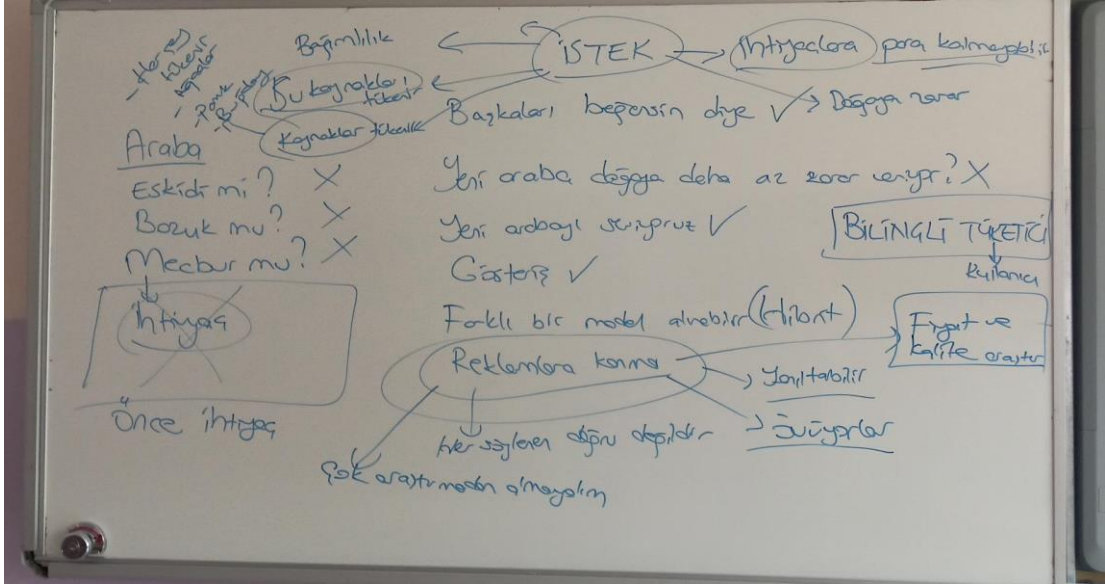 Bağımlılık İSTEK İhtiyaçlara para kalmayabilir
Bu kaynakları tüketir
Kaynaklar tükenir
Başkaları beğensin diye ✓ Doğaya zarar
Araba
Eskidi mi? X
Bozuk mu? X
Mecbur mu? X
İhtiyaç
Önce ihtiyaç
Yeni araba doğaya daha az zarar veriyor? X
Yeni arabayı seviyoruz ✓
Gösteriş ✓
Farklı bir model alınabilir (Hibrit)
BİLİNÇLİ TÜKETİCİ
Kullanıcı
Reklamlara kanma
Fiyat ve
kalite araştır
Yanıltabilir
Övüyorlar
Her söylenen doğru değildir
Çok araştırmadan almayalım